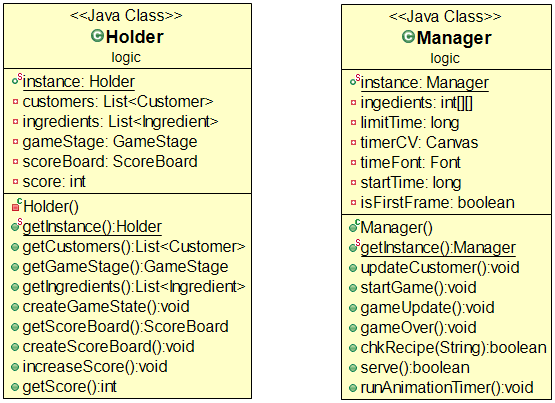 <<Java Class>>
Holder
logic
instance: Holder
customers: List<Customer>
ingredients: List<Ingredient>
gameStage: GameStage
scoreBoard: ScoreBoard
score: int
Holder()
getInstance():Holder
getCustomers():List<Customer>
getGameStage():GameStage
getIngredients():List<Ingredient>
createGameState():void
getScoreBoard():ScoreBoard
createScoreBoard():void
increaseScore():void
getScore():int
<<Java Class>>
Manager
logic
instance: Manager
ingedients: int[][]
limitTime: long
timerCV: Canvas
timeFont: Font
startTime: long
isFirstFrame: boolean
Manager()
getInstance():Manager
updateCustomer():void
startGame():void
gameUpdate():void
gameOver():void
chkRecipe(String):boolean
serve():boolean
runAnimationTimer():void